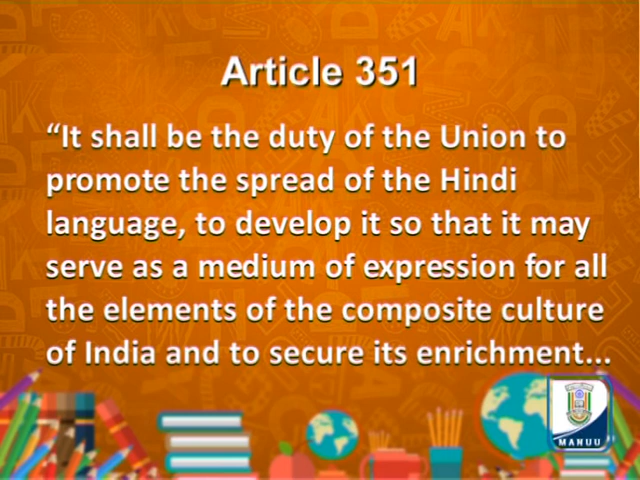 Article 351
“It shall be the duty of the Union to
promote the spread of the Hindi
language, to develop it so that it may
serve as a medium of expression for all
the elements of the composite culture
of India and to secure its enrichment...
MANUU